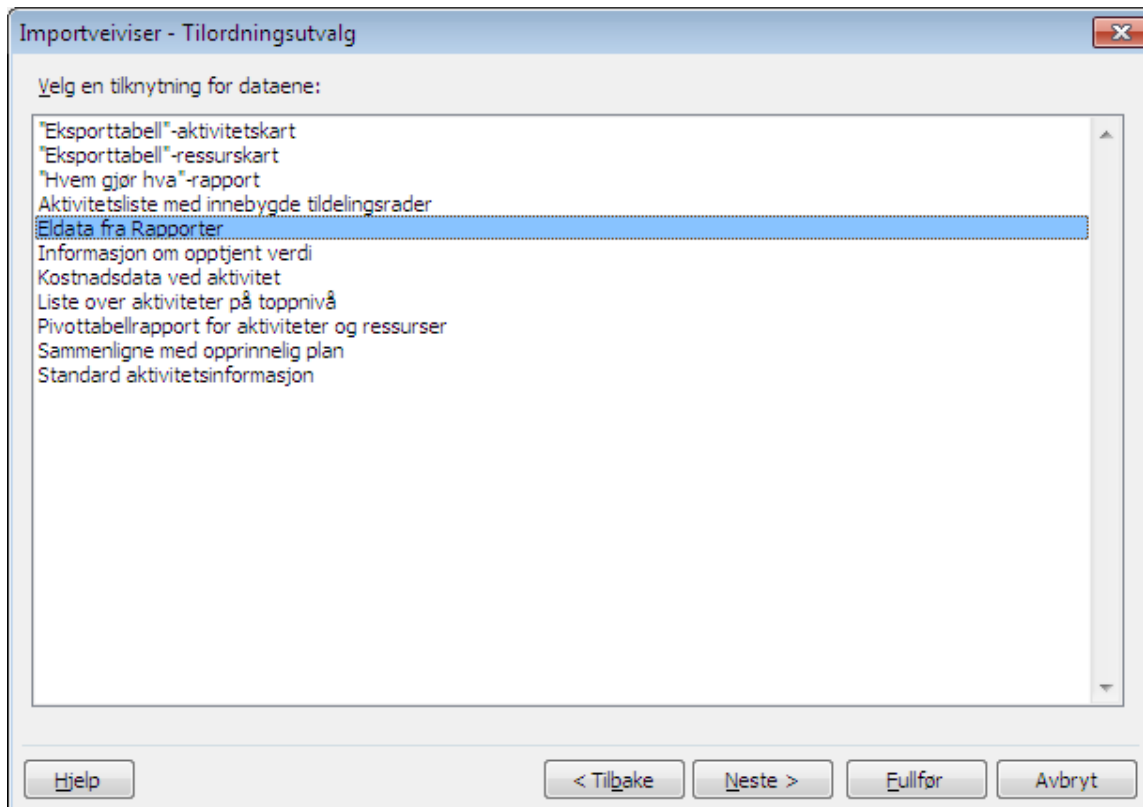 Importveiviser - Tilordningsutvalg
Velg en tilknytning for dataene:
"Eksporttabell"-aktivitetskart
"Eksporttabell"-ressurskart
"Hvem gjør hva"-rapport
Aktivitetsliste med innebygde tildelingsrader
Eldata fra Rapporter
Informasjon om opptjent verdi
Kostnadsdata ved aktivitet
Liste over aktiviteter på toppnivå
Pivottabellrapport for aktiviteter og ressurser
Sammenligne med opprinnelig plan
Standard aktivitetsinformasjon
Hjelp < Tilbake Neste > Fullfør Avbryt